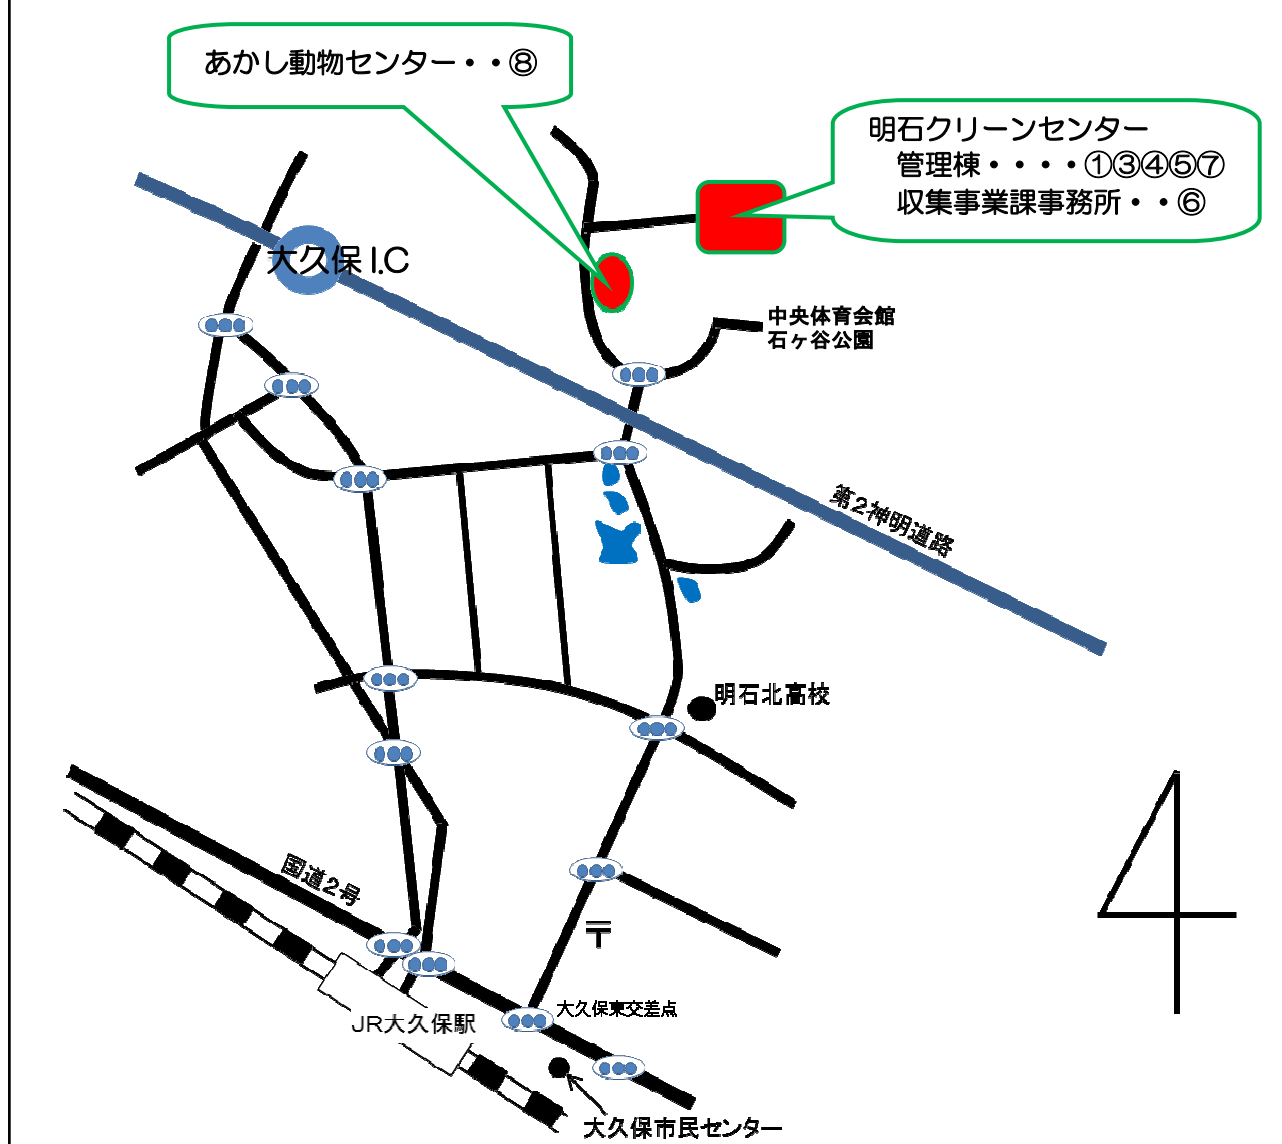 あかし動物センター・・⑧
明石クリーンセンター
管理棟・・・・①③④⑤⑦
収集事業課事務所・・⑥
大久保I.C
中央体育会館
石ヶ谷公園
第2神明道路
明石北高校
国道2号
〒
大久保東交差点
JR大久保駅
大久保市民センター